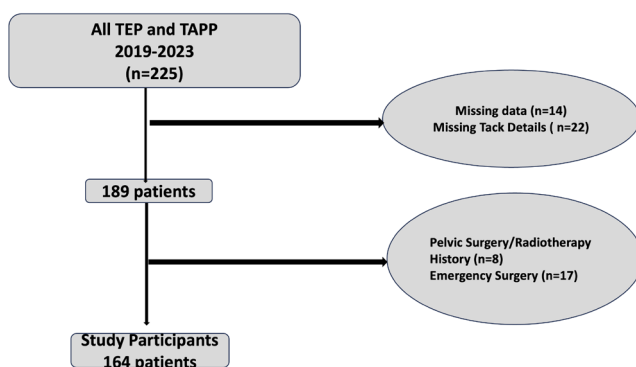 All TEP and TAPP
2019-2023
(n=225)
Missing data (n=14)
Missing Tack Details ( n=22)
189 patients
Pelvic Surgery/Radiotherapy
History (n=8)
Emergency Surgery (n=17)
Study Participants
164 patients